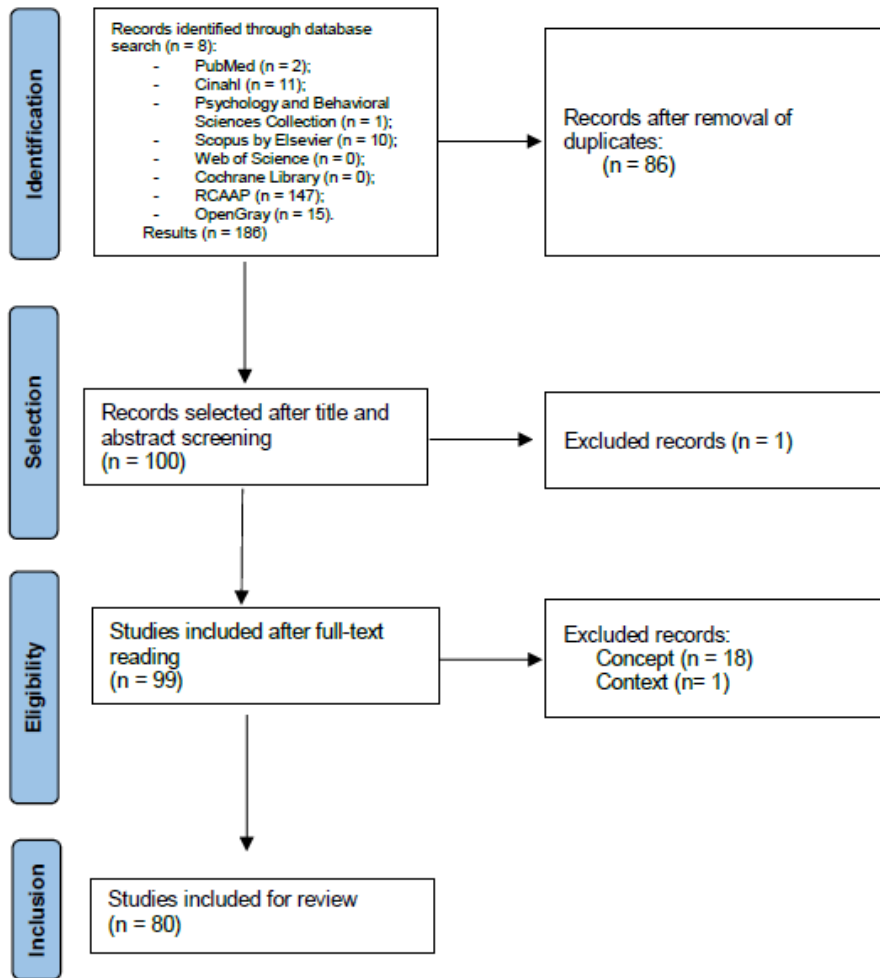 Identification
Records identified through database
search (n = 8):
- PubMed (n = 2);
- Cinahl (n = 11);
- Psychology and Behavioral
Sciences Collection (n = 1);
- Scopus by Elsevier (n = 10);
- Web of Science (n = 0);
- Cochrane Library (n = 0);
- RCAAP (n = 147);
- OpenGray (n = 15).
Results (n = 186)
Records after removal of
duplicates:
(n = 86)
Selection
Records selected after title and
abstract screening
(n = 100)
Excluded records (n = 1)
Eligibility
Studies included after full-text
reading
(n = 99)
Excluded records:
Concept (n = 18)
Context (n= 1)
Inclusion
Studies included for review
(n = 80)